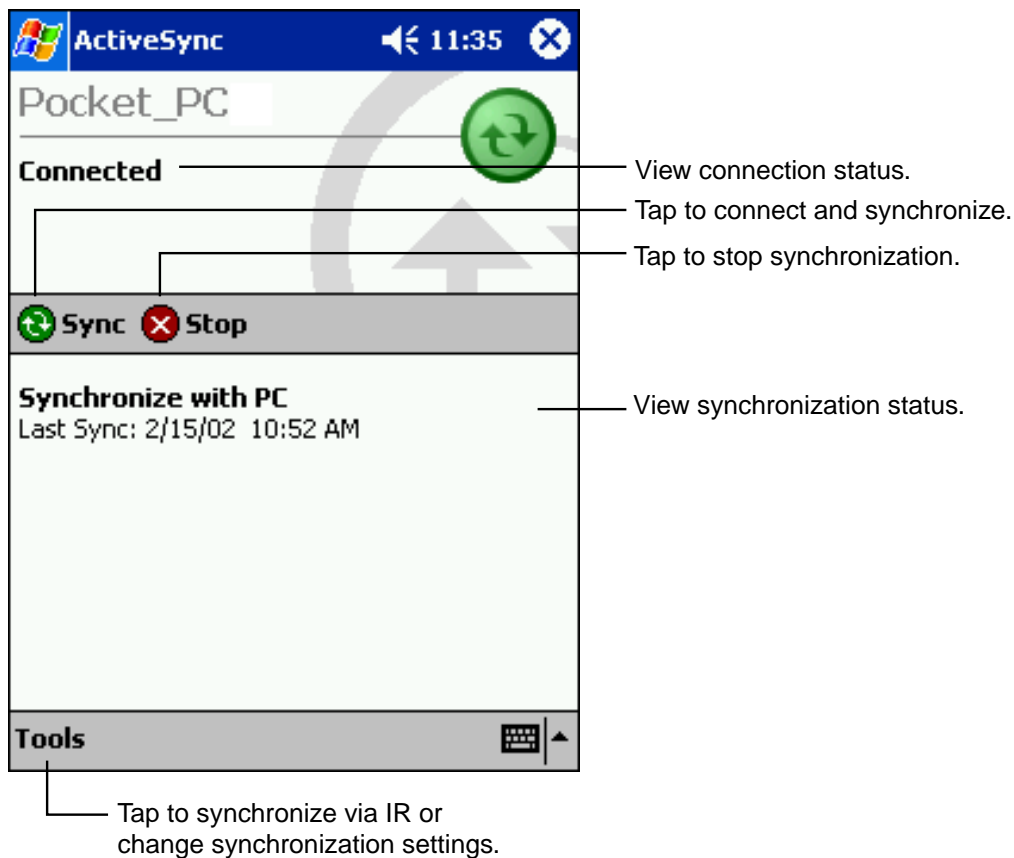 ActiveSync 11:35
Pocket_PC
Connected
View connection status.
Tap to connect and synchronize.
Tap to stop synchronization.
Sync Stop
Synchronize with PC
Last Sync: 2/15/02 10:52 AM
View synchronization status.
Tools
Tap to synchronize via IR or
change synchronization settings.